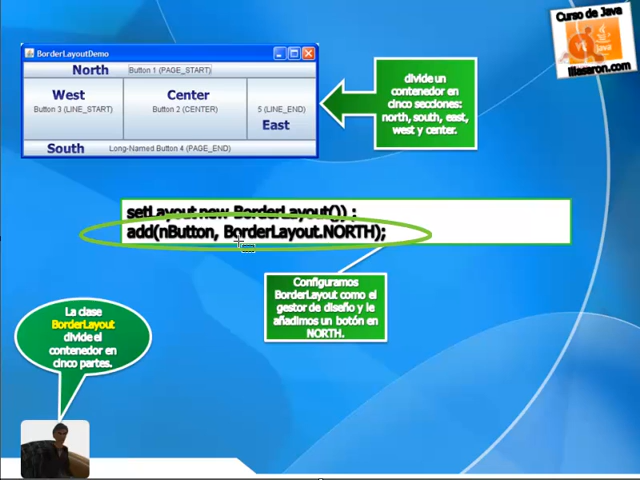 Curso de Java
Java
illasaron.com
BorderLayoutDemo
North
Button 1 (PAGE_START)
West
Center
Button 3 (LINE_START)
Button 2 (CENTER)
5 (LINE_END)
East
South
Long-Named Button 4 (PAGE_END)
divide un
contenedor en
cinco secciones:
north, south, east,
west y center.
setLayout new BorderLayout()) ;
add(nButton, BorderLayout.NORTH);
Configuramos
BorderLayout como el
gestor de diseño y le
añadimos un botón en
NORTH.
La clase
BorderLayout
divide el
contenedor en
cinco partes.